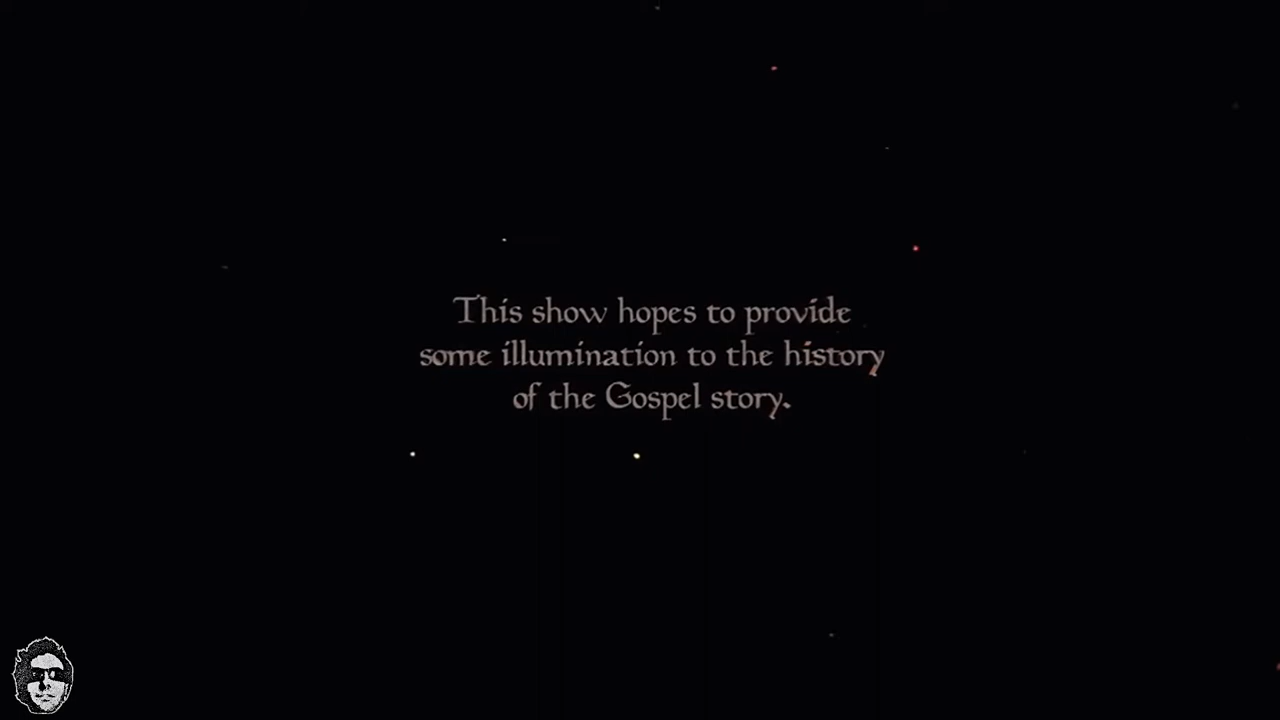 This show hopes to provide
some illumination to the history
of the Gospel story.